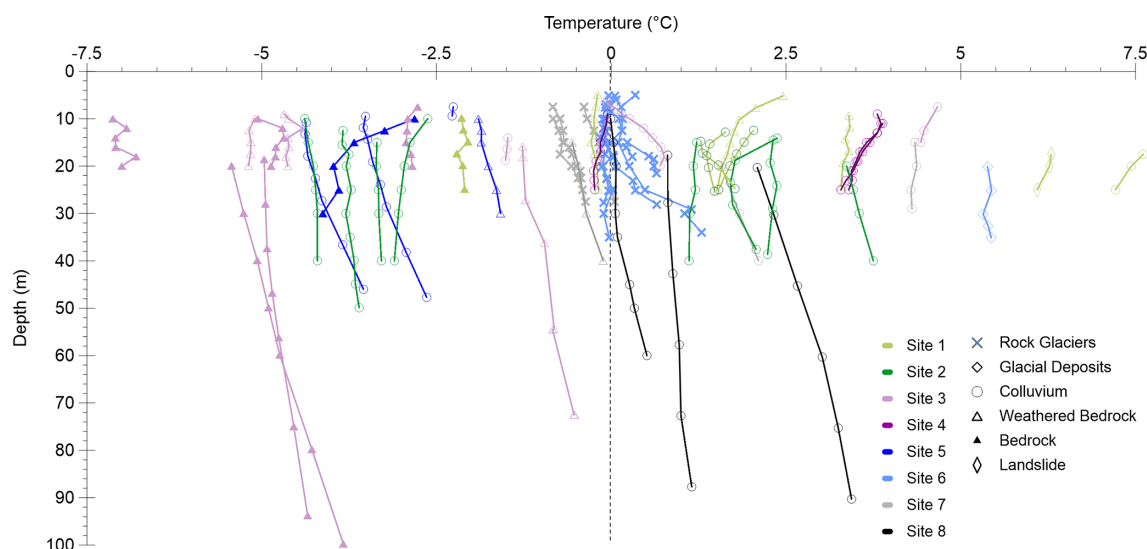 Temperature (°C)
-7.5 -5 -2.5 0 2.5 5 7.5
0
10
20
30
40
50
60
70
80
90
100
Depth (m)
Site 1
Site 2
Site 3
Site 4
Site 5
Site 6
Site 7
Site 8
Rock Glaciers
Glacial Deposits
Colluvium
Weathered Bedrock
Bedrock
Landslide